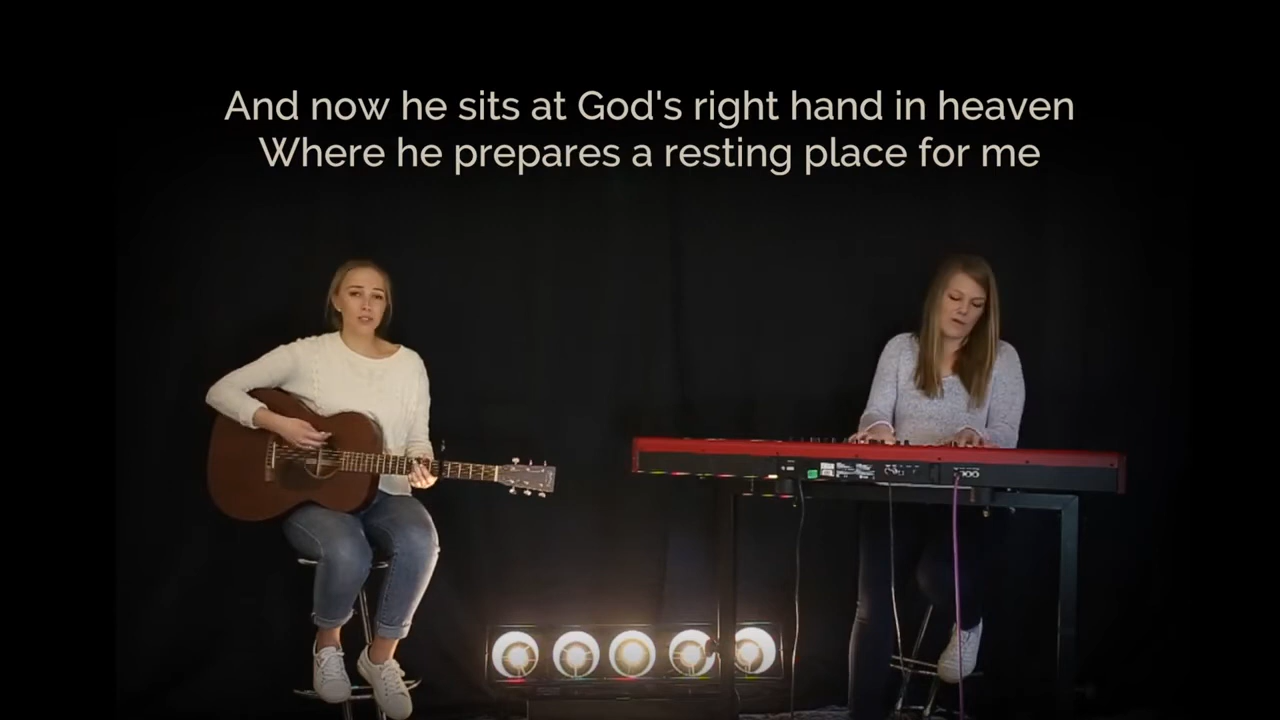 And now he sits at God's right hand in heaven
Where he prepares a resting place for me